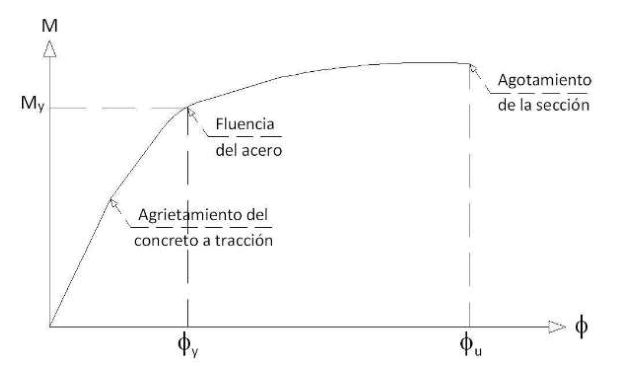 M
Agotamiento
de la sección
My
Fluencia
del acero
Agrietamiento del
concreto a tracción
ϕ
ϕy
ϕu